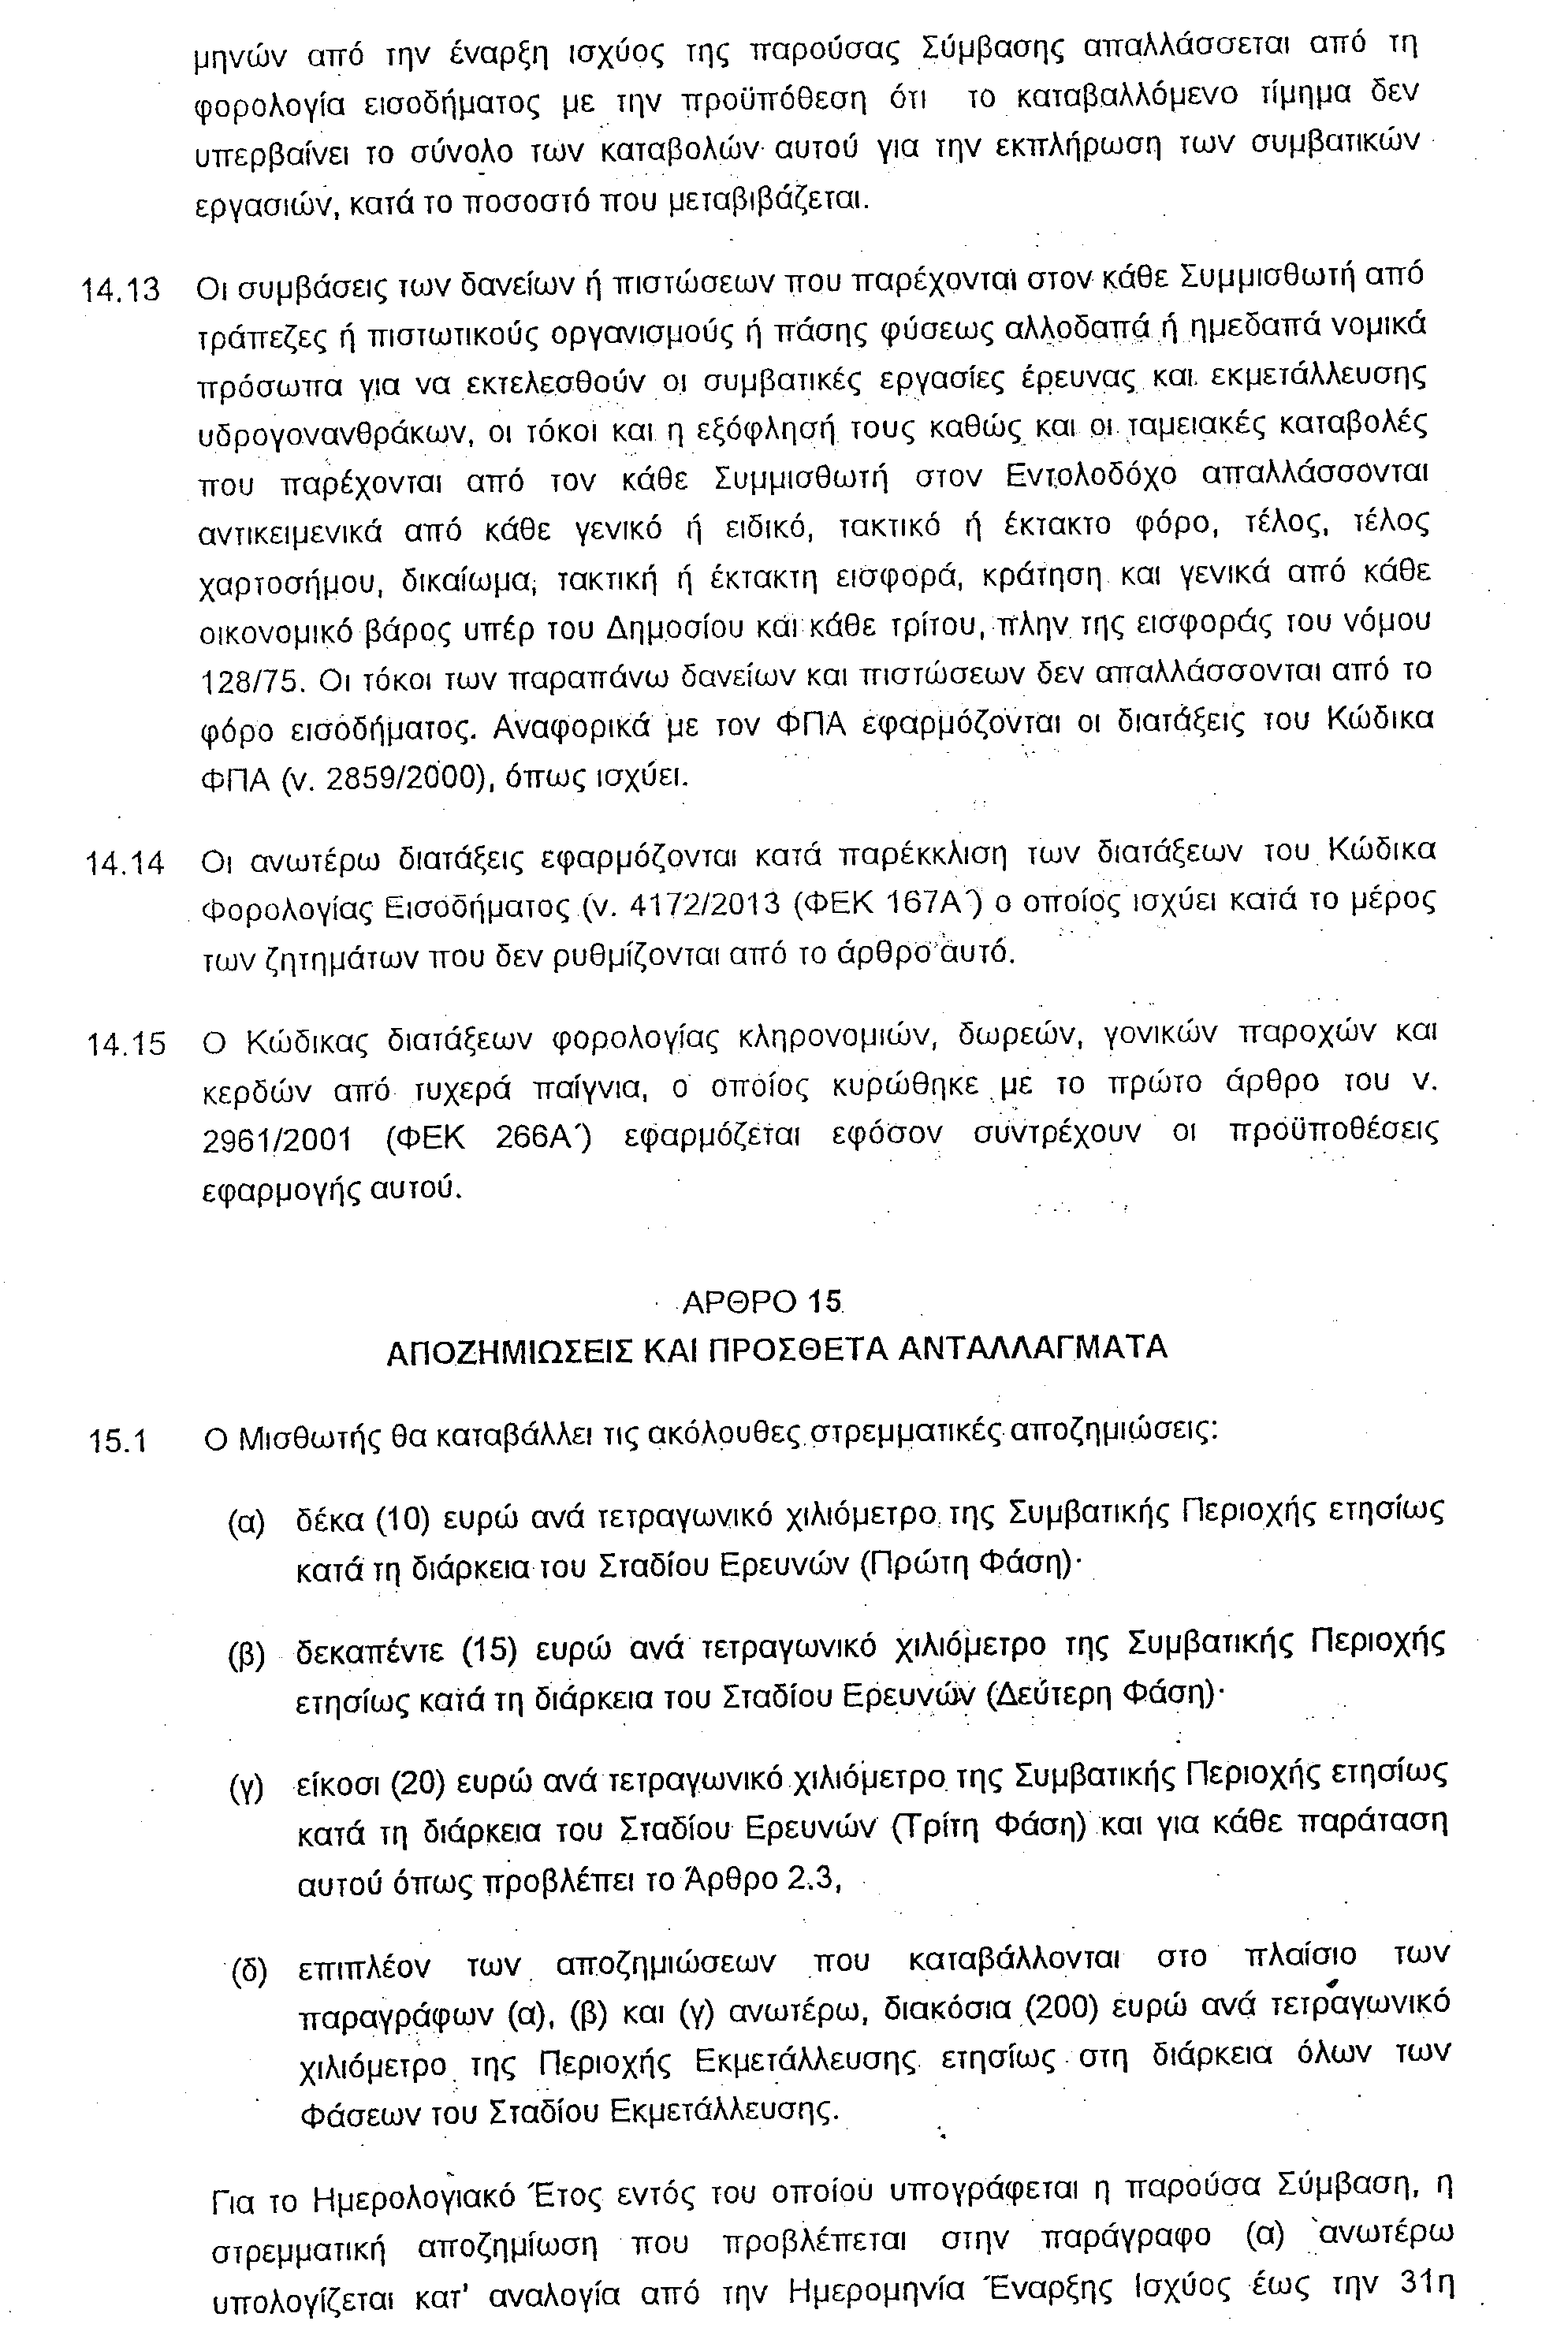 μηνών από την έναρξη ισχύος της παρούσας Σύμβασης απαλλάσσεται από τη
φορολογία εισοδήματος με την προϋπόθεση ότι το καταβαλλόμενο τίμημα δεν
υπερβαίνει το σύνολο των καταβολών αυτού για την εκπλήρωση των συμβατικών
εργασιών, κατά το ποσοστό που μεταβιβάζεται.
14.13 Οι συμβάσεις των δανείων ή πιστώσεων που παρέχονται στον κάθε Συμμισθωτή από
τράπεζες ή πιστωτικούς οργανισμούς ή πάσης φύσεως αλλοδαπά ή ημεδαπά νομικά
πρόσωπα για να εκτελεσθούν οι συμβατικές εργασίες έρευνας και εκμετάλλευσης
υδρογονανθράκων, οι τόκοι και η εξόφλησή τους καθώς και οι ταμειακές καταβολές
που παρέχονται από τον κάθε Συμμισθωτή στον Εντολοδόχο απαλλάσσονται
αντικειμενικά από κάθε γενικό ή ειδικό, τακτικό ή έκτακτο φόρο, τέλος, τέλος
χαρτοσήμου, δικαίωμα, τακτική ή έκτακτη εισφορά, κράτηση και γενικά από κάθε
οικονομικό βάρος υπέρ του Δημοσίου και κάθε τρίτου, πλην της εισφοράς του νόμου
128/75. Οι τόκοι των παραπάνω δανείων και πιστώσεων δεν απαλλάσσονται από το
φόρο εισοδήματος. Αναφορικά με τον ΦΠΑ εφαρμόζονται οι διατάξεις του Κώδικα
ΦΠΑ (ν. 2859/2000), όπως ισχύει.
14.14 Οι ανωτέρω διατάξεις εφαρμόζονται κατά παρέκκλιση των διατάξεων του Κώδικα
Φορολογίας Εισοδήματος (ν. 4172/2013 (ΦΕΚ 167Α΄) ο οποίος ισχύει κατά το μέρος
των ζητημάτων που δεν ρυθμίζονται από το άρθρο αυτό.
14.15 Ο Κώδικας διατάξεων φορολογίας κληρονομιών, δωρεών, γονικών παροχών και
κερδών από τυχερά παίγνια, ο οποίος κυρώθηκε με το πρώτο άρθρο του ν.
2961/2001 (ΦΕΚ 266Α΄) εφαρμόζεται εφόσον συντρέχουν οι προϋποθέσεις
εφαρμογής αυτού.
ΑΡΘΡΟ 15
ΑΠΟΖΗΜΙΩΣΕΙΣ ΚΑΙ ΠΡΟΣΘΕΤΑ ΑΝΤΑΛΛΑΓΜΑΤΑ
15.1 Ο Μισθωτής θα καταβάλλει τις ακόλουθες στρεμματικές αποζημιώσεις:
(α) δέκα (10) ευρώ ανά τετραγωνικό χιλιόμετρο της Συμβατικής Περιοχής ετησίως
κατά τη διάρκεια του Σταδίου Ερευνών (Πρώτη Φάση)·
(β) δεκαπέντε (15) ευρώ ανά τετραγωνικό χιλιόμετρο της Συμβατικής Περιοχής
ετησίως κατά τη διάρκεια του Σταδίου Ερευνών (Δεύτερη Φάση)·
(γ) είκοσι (20) ευρώ ανά τετραγωνικό χιλιόμετρο της Συμβατικής Περιοχής ετησίως
κατά τη διάρκεια του Σταδίου Ερευνών (Τρίτη Φάση) και για κάθε παράταση
αυτού όπως προβλέπει το Άρθρο 2.3,
(δ) επιπλέον των αποζημιώσεων που καταβάλλονται στο πλαίσιο των
παραγράφων (α), (β) και (γ) ανωτέρω, διακόσια (200) ευρώ ανά τετραγωνικό
χιλιόμετρο της Περιοχής Εκμετάλλευσης ετησίως στη διάρκεια όλων των
Φάσεων του Σταδίου Εκμετάλλευσης.
Για το Ημερολογιακό Έτος εντός του οποίου υπογράφεται η παρούσα Σύμβαση, η
στρεμματική αποζημίωση που προβλέπεται στην παράγραφο (α) ανωτέρω
υπολογίζεται κατ' αναλογία από την Ημερομηνία Έναρξης Ισχύος έως την 31η